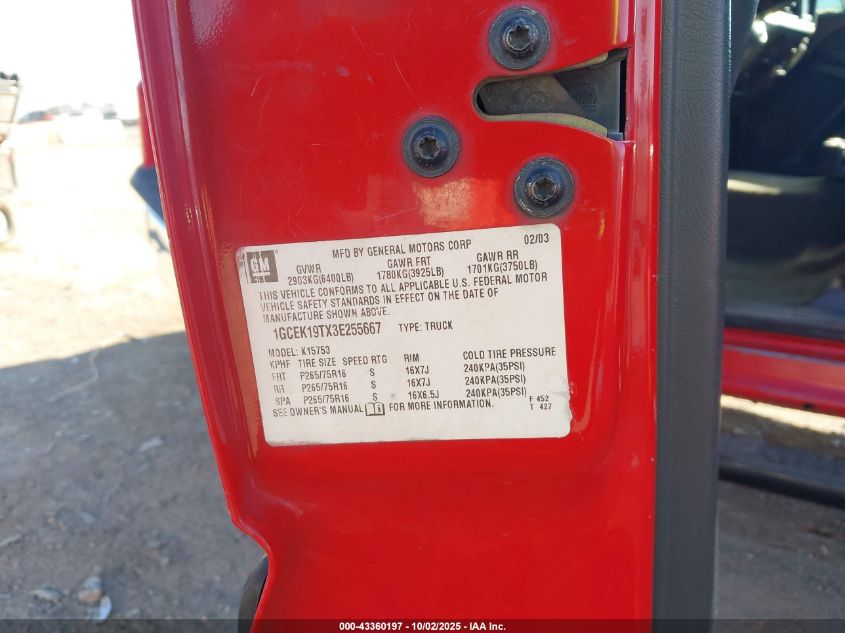 GM
MFD BY GENERAL MOTORS CORP 02/03
GVWR GAWR FRT GAWR RR
2903KG(6400LB) 1780KG(3925LB) 1701KG(3750LB)
THIS VEHICLE CONFORMS TO ALL APPLICABLE U.S. FEDERAL MOTOR
VEHICLE SAFETY STANDARDS IN EFFECT ON THE DATE OF
MANUFACTURE SHOWN ABOVE.
1GCEK19TX3E255667 TYPE: TRUCK
MODEL: K15753
KPHF TIRE SIZE SPEED RTG RIM COLD TIRE PRESSURE
FRT P265/75R16 S 16X7J 240KPA(35PSI)
RR P265/75R16 S 16X7J 240KPA(35PSI)
SPA P265/75R16 S 16X6.5J 240KPA(35PSI)
SEE OWNER'S MANUAL FOR MORE INFORMATION.
F 452
T 427
000-43360197 - 10/02/2025 - IAA Inc.